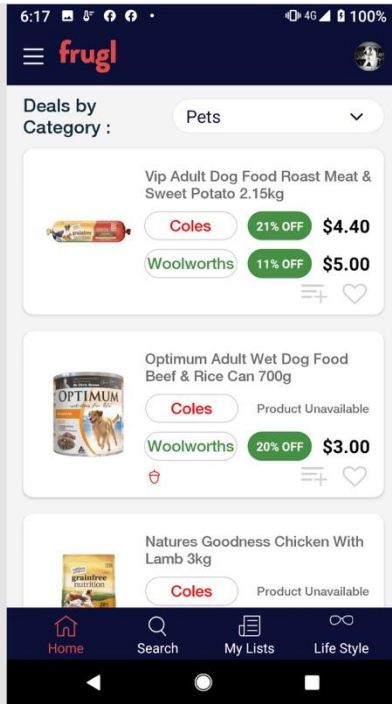 6:17
4G 100%
frugl
Deals by
Category :
Pets
Vip Adult Dog Food Roast Meat &
Sweet Potato 2.15kg
Coles 21% OFF $4.40
Woolworths 11% OFF $5.00
Optimum Adult Wet Dog Food
Beef & Rice Can 700g
Coles Product Unavailable
Woolworths 20% OFF $3.00
OPTIMUM
Natures Goodness Chicken With
Lamb 3kg
Coles Product Unavailable
grainfree
nutrition
Home Search My Lists Life Style